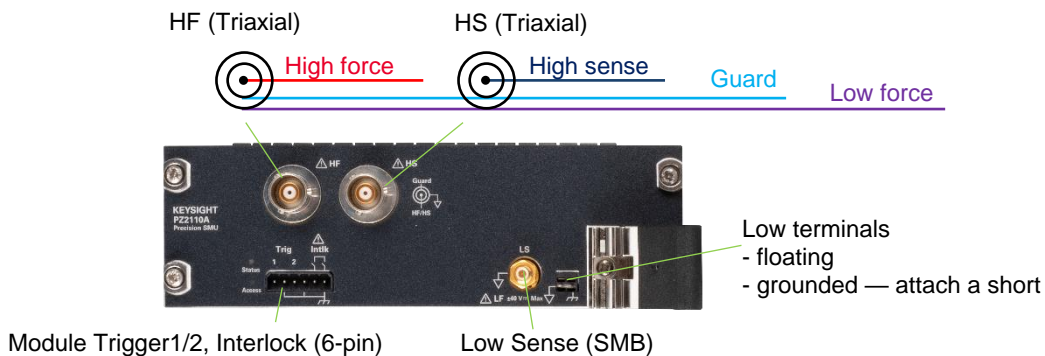 HF (Triaxial)
HS (Triaxial)
High force
High sense
Guard
Low force
HF
HS
Guard
HF/HS
KEYSIGHT
PZ2110A
Precision SMU
Trig
Intlk
1 2
Status
Access
LS
LF ±40 V Max
Low terminals
- floating
- grounded — attach a short
Module Trigger1/2, Interlock (6-pin)
Low Sense (SMB)